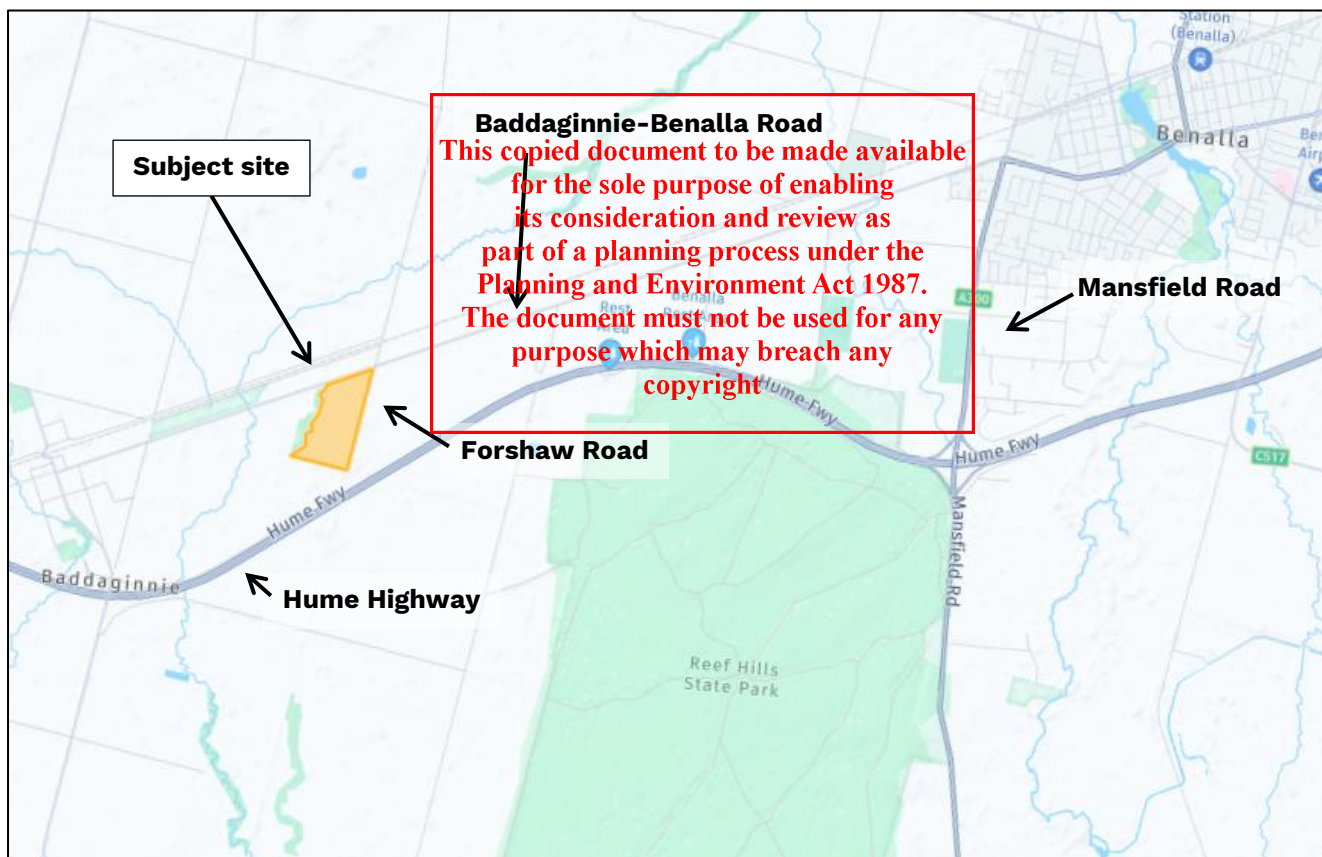 Station
(Benalla)
Baddaginnie-Benalla Road
Benalla
This copied document to be made available
for the sole purpose of enabling
its consideration and review as
part of a planning process under the
Planning and Environment Act 1987.
The document must not be used for any
purpose which may breach any
copyright
Subject site
Mansfield Road
A300
Benalla
Rest Area
Rest
Area
Hume Fwy
Forshaw Road
Hume Fwy
C517
Hume Fwy
Mansfield Rd
Baddaginnie
Hume Highway
Reef Hills
State Park